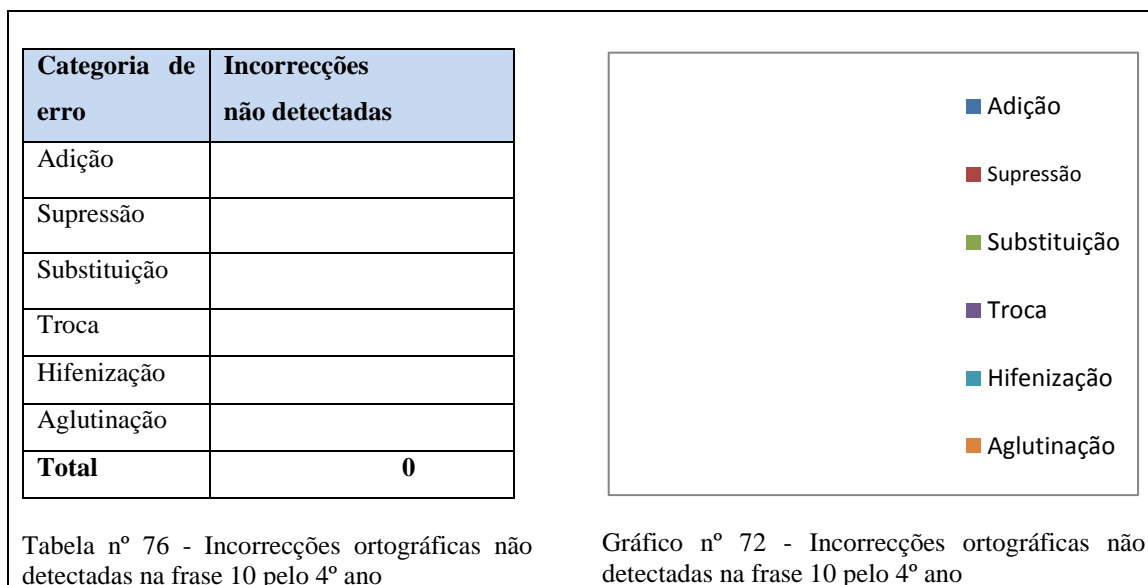 Categoria de Incorrecções
erro não detectadas
Adição
Supressão
Substituição
Troca
Hifenização
Aglutinação
Total 0
Tabela nº 76 - Incorrecções ortográficas não
detectadas na frase 10 pelo 4º ano
Adição
Supressão
Substituição
Troca
Hifenização
Aglutinação
Gráfico nº 72 - Incorrecções ortográficas não
detectadas na frase 10 pelo 4º ano